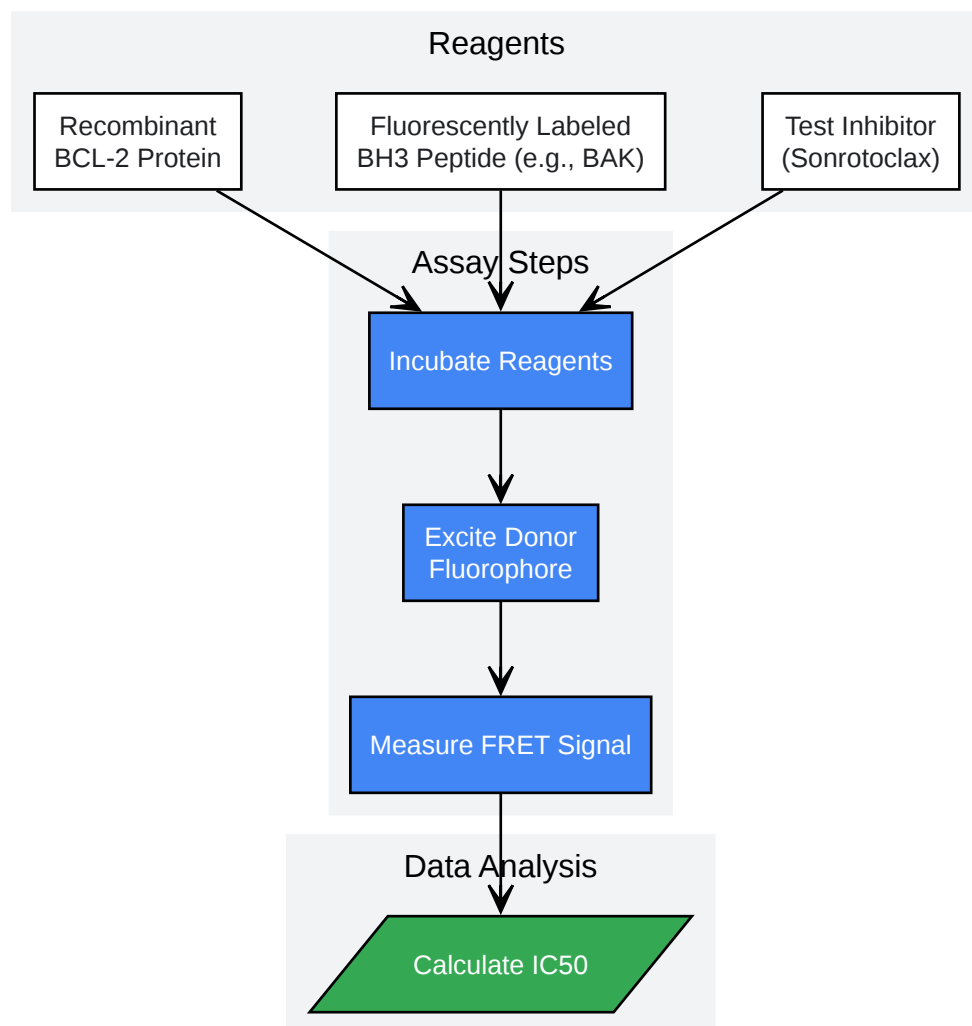 Reagents
Recombinant
BCL-2 Protein
Fluorescently Labeled
BH3 Peptide (e.g., BAK)
Test Inhibitor
(Sonrotoclax)
Assay Steps
Incubate Reagents
Excite Donor
Fluorophore
Measure FRET Signal
Data Analysis
Calculate IC50